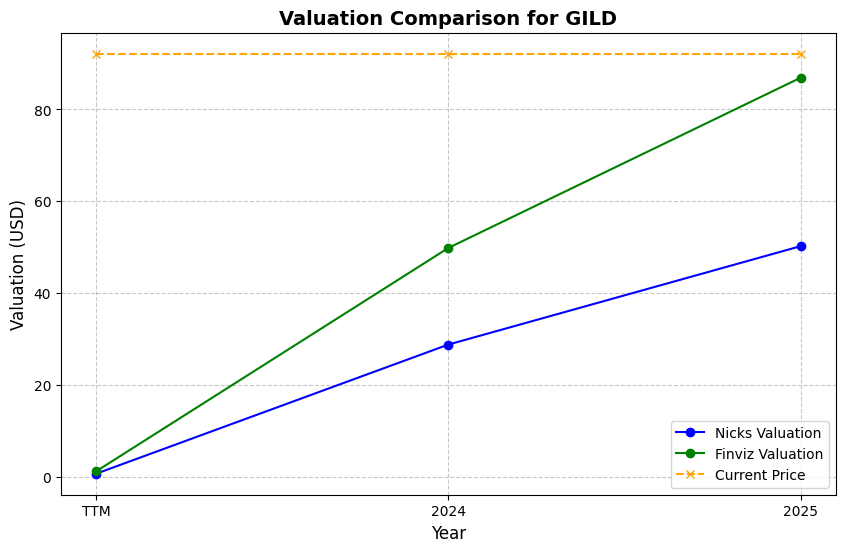 Valuation Comparison for GILD
Valuation (USD)
80
60
40
20
0
TTM
2024
2025
Year
Nicks Valuation
Finviz Valuation
Current Price